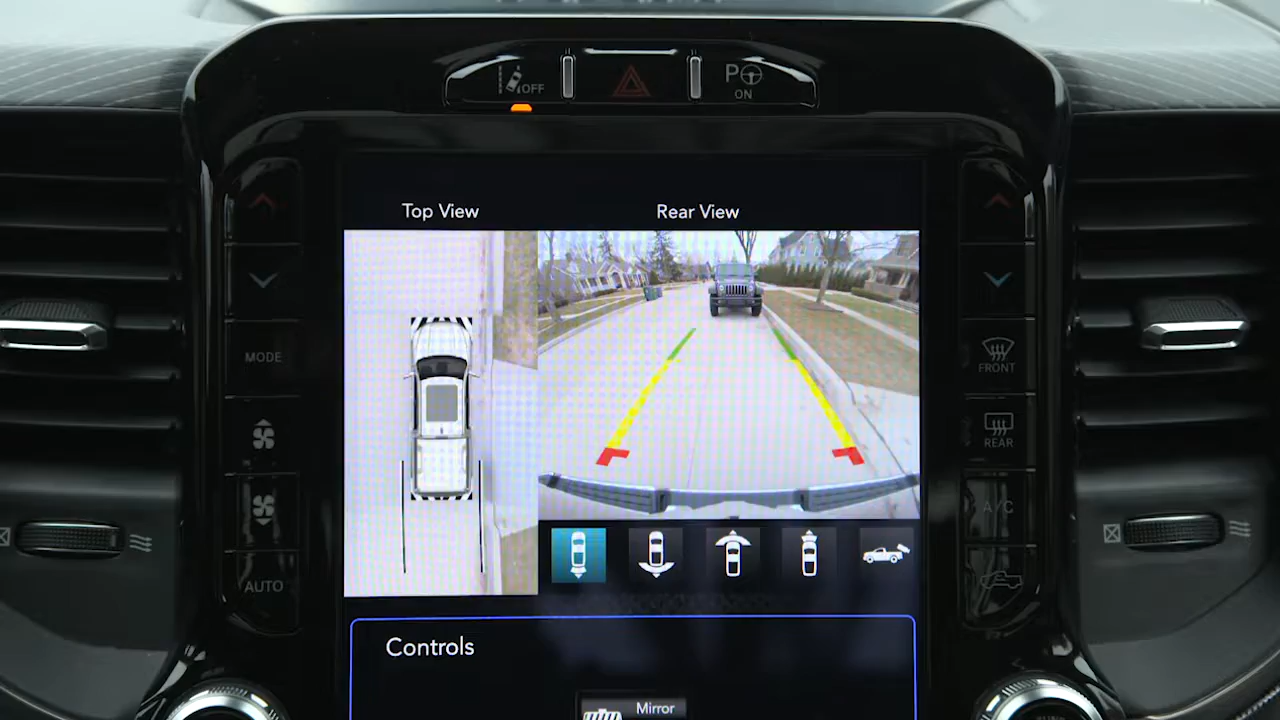 OFF
P
ON
Top View
Rear View
MODE
FRONT
REAR
A/C
AUTO
Controls
Mirror